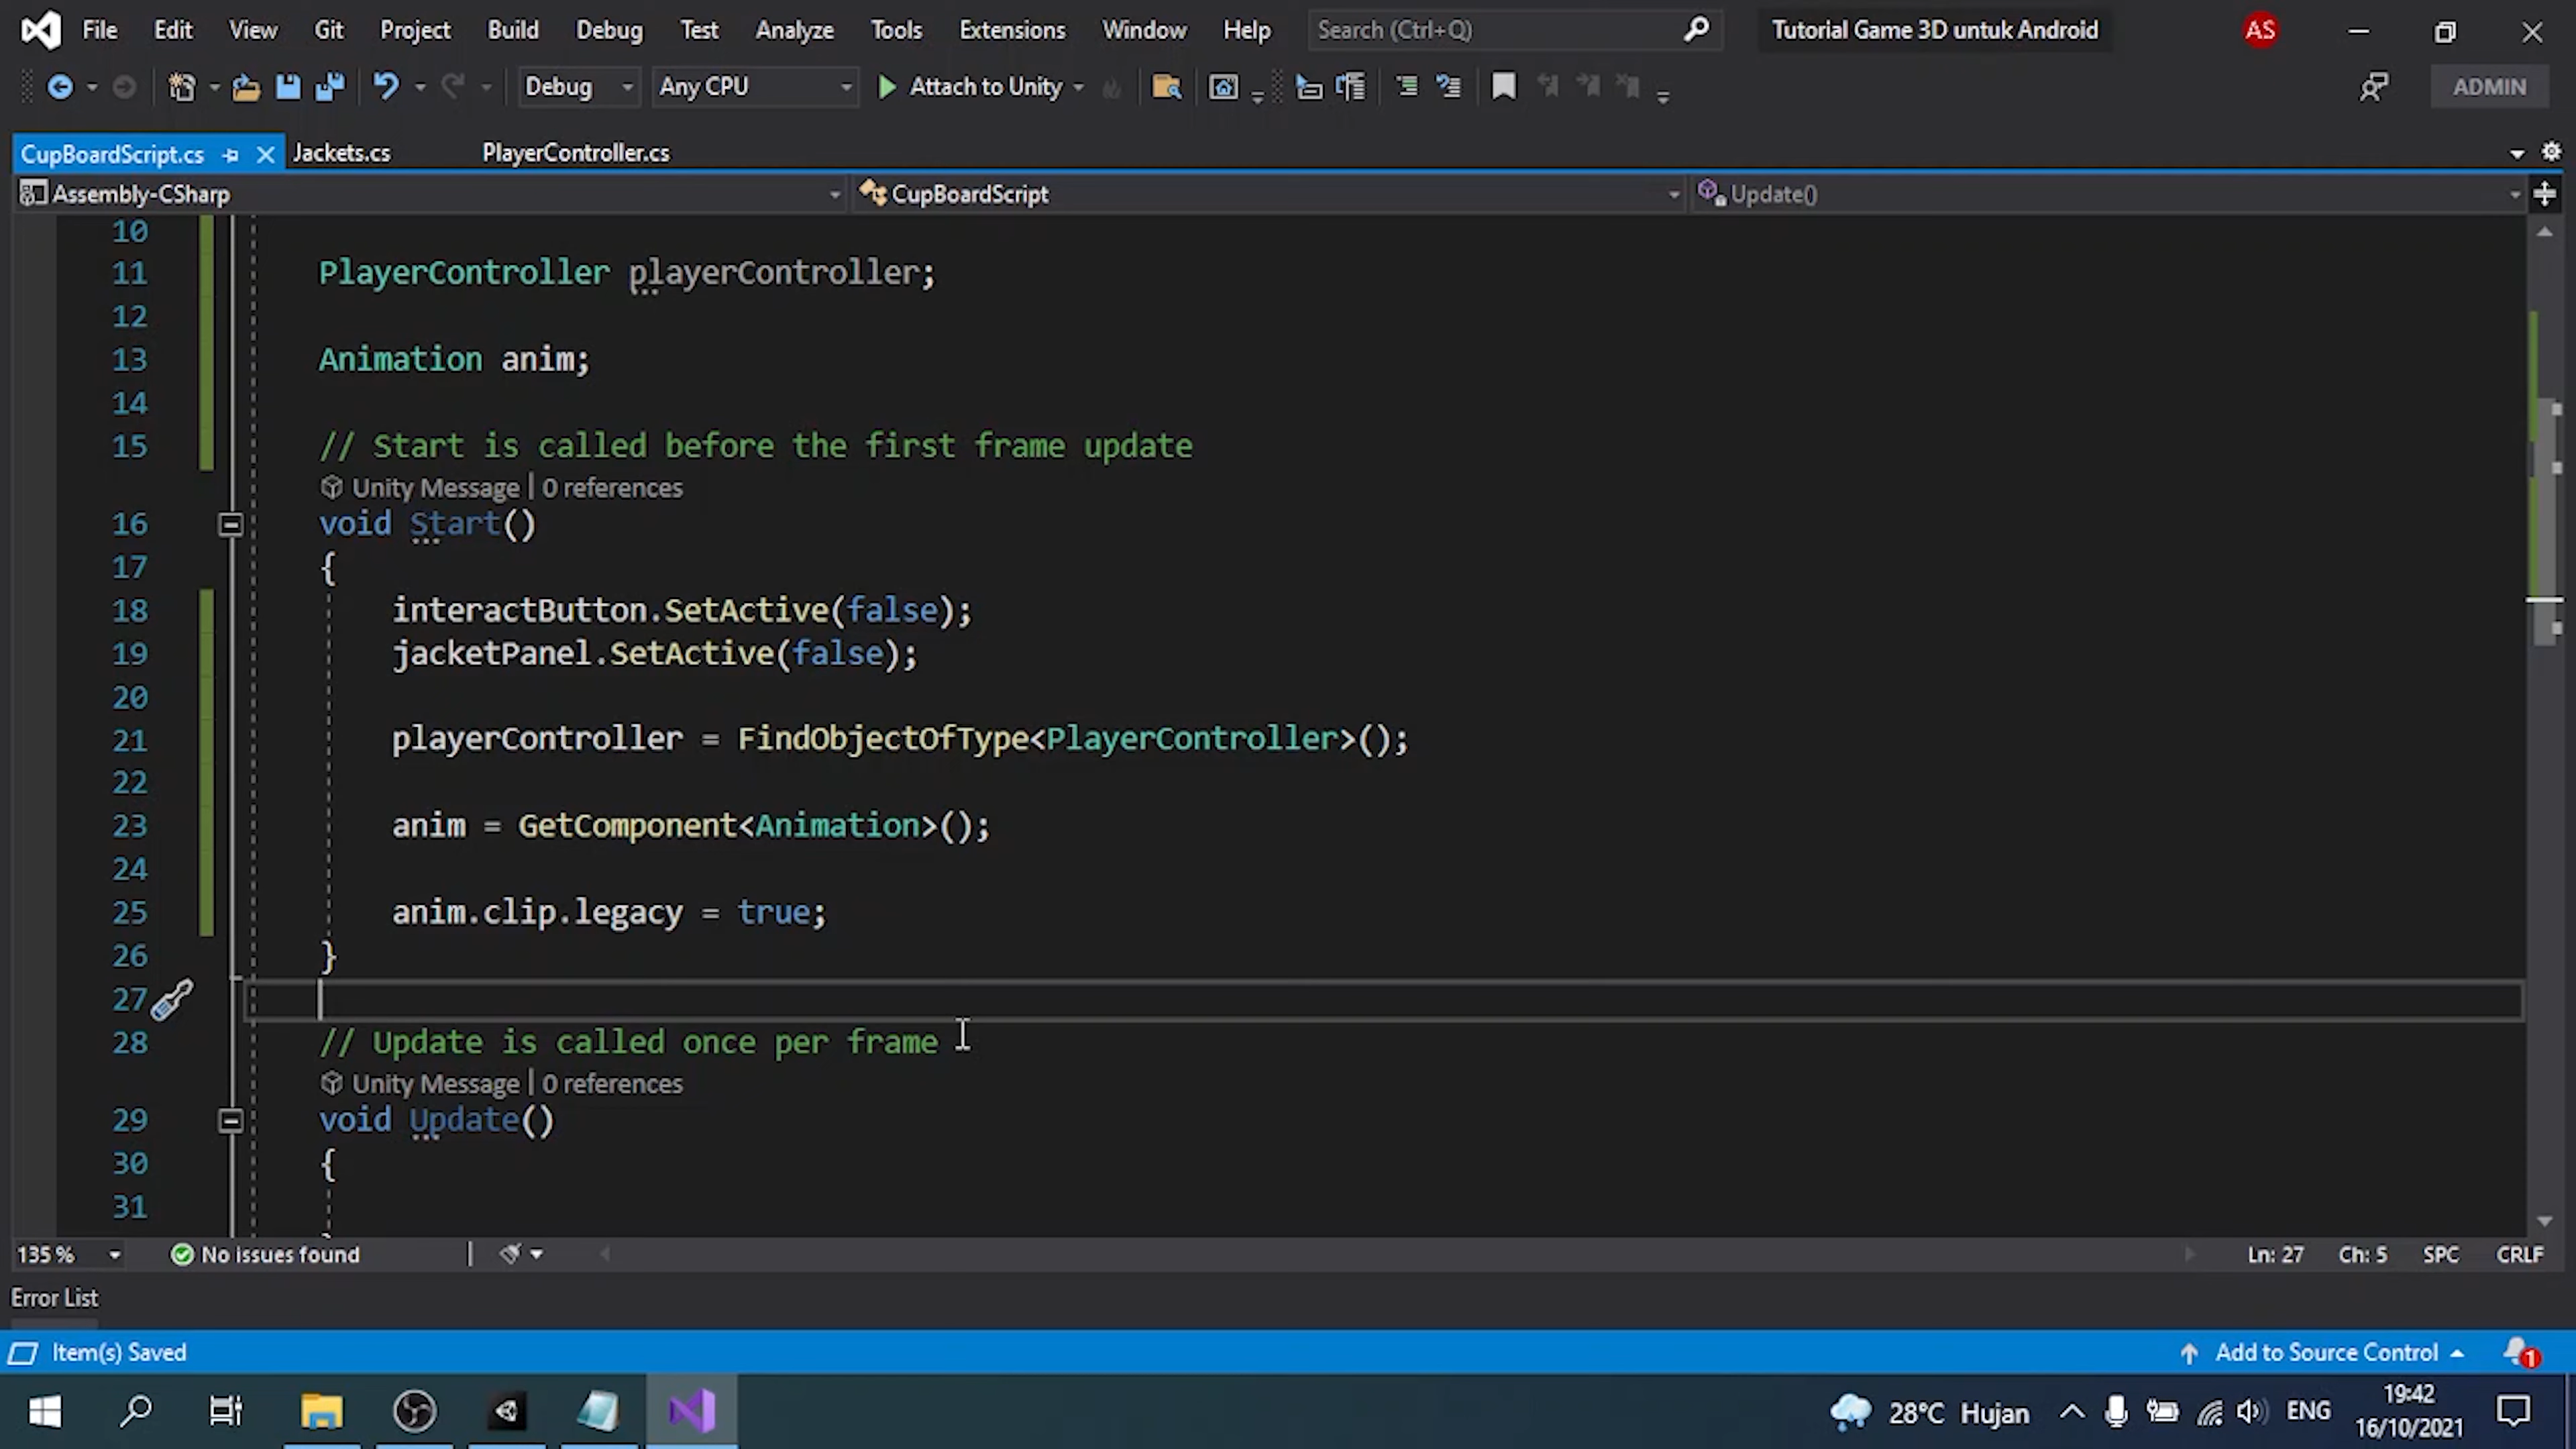 File Edit View Git Project Build Debug Test Analyze Tools Extensions Window Help Search (Ctrl+Q) Tutorial Game 3D untuk Android AS
Debug Any CPU Attach to Unity ADMIN
CupBoardScript.cs Jackets.cs PlayerController.cs
Assembly-CSharp CupBoardScript Update()
10
11 PlayerController playerController;
12
13 Animation anim;
14
15 // Start is called before the first frame update
Unity Message | 0 references
16 void Start()
17 {
18 interactButton.SetActive(false);
19 jacketPanel.SetActive(false);
20
21 playerController = FindObjectOfType<PlayerController>();
22
23 anim = GetComponent<Animation>();
24
25 anim.clip.legacy = true;
26 }
27
28 // Update is called once per frame
Unity Message | 0 references
29 void Update()
30 {
31
135 % No issues found Ln: 27 Ch: 5 SPC CRLF
Error List
Item(s) Saved Add to Source Control 1
28°C Hujan ENG 19:42
16/10/2021